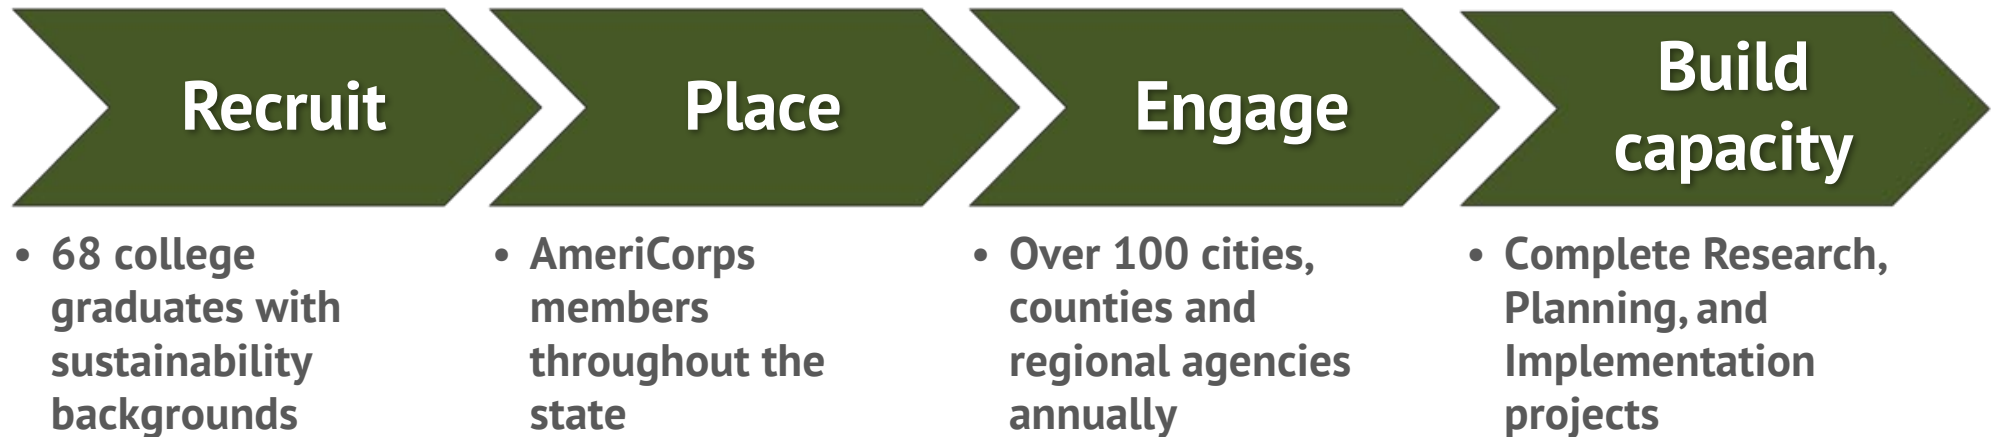 Recruit
• 68 college
graduates with
sustainability
backgrounds
Place
• AmeriCorps
members
throughout the
state
Engage
• Over 100 cities,
counties and
regional agencies
annually
Build
capacity
• Complete Research,
Planning, and
Implementation
projects